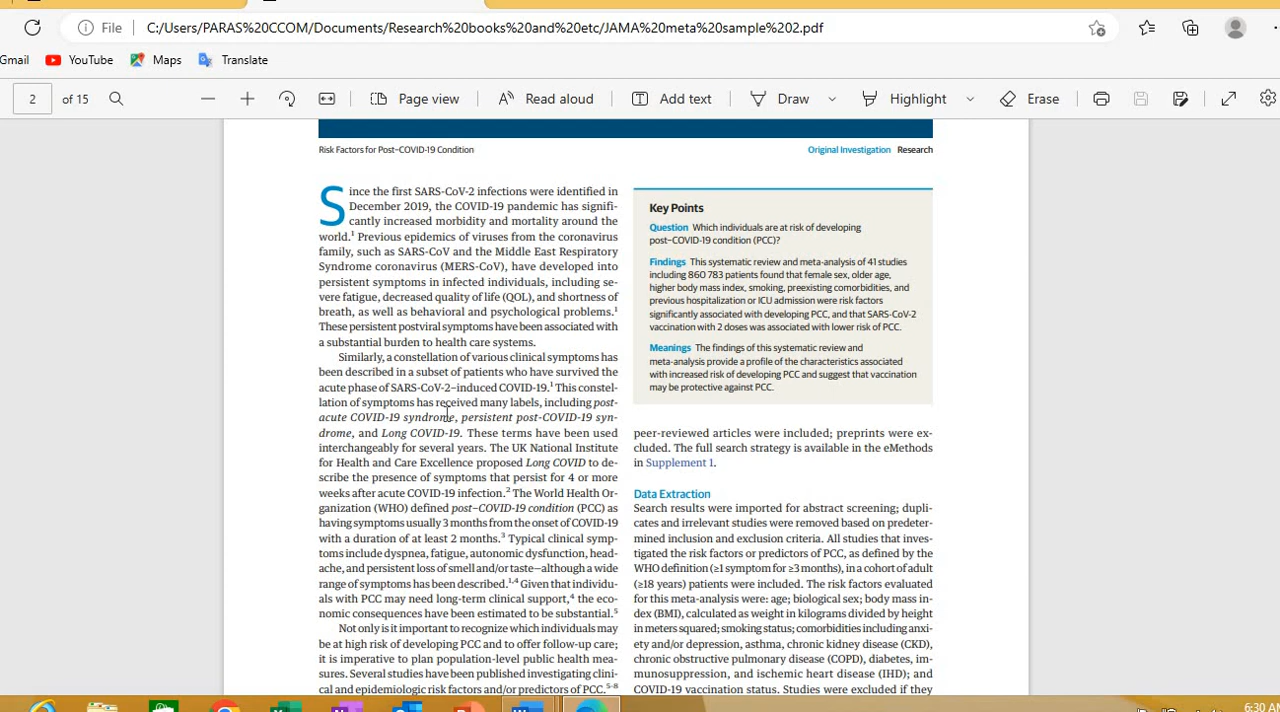 File
C:/Users/PARAS%20CCOM/Documents/Research%20books%20and%20etc/JAMA%20meta%20sample%202.pdf
Gmail
YouTube
Maps
Translate
2
of 15
Page view
Read aloud
Add text
Draw
Highlight
Erase
Risk Factors for Post–COVID-19 Condition
Original Investigation Research
Since the first SARS-CoV-2 infections were identified in
December 2019, the COVID-19 pandemic has signifi-
cantly increased morbidity and mortality around the
world.1 Previous epidemics of viruses from the coronavirus
family, such as SARS-CoV and the Middle East Respiratory
Syndrome coronavirus (MERS-CoV), have developed into
persistent symptoms in infected individuals, including se-
vere fatigue, decreased quality of life (QOL), and shortness of
breath, as well as behavioral and psychological problems.1
These persistent postviral symptoms have been associated with
a substantial burden to health care systems.
Similarly, a constellation of various clinical symptoms has
been described in a subset of patients who have survived the
acute phase of SARS-CoV-2–induced COVID-19.1 This constel-
lation of symptoms has received many labels, including post-
acute COVID-19 syndrome, persistent post-COVID-19 syn-
drome, and Long COVID-19. These terms have been used
interchangeably for several years. The UK National Institute
for Health and Care Excellence proposed Long COVID to de-
scribe the presence of symptoms that persist for 4 or more
weeks after acute COVID-19 infection.2 The World Health Or-
ganization (WHO) defined post–COVID-19 condition (PCC) as
having symptoms usually 3 months from the onset of COVID-19
with a duration of at least 2 months.3 Typical clinical symp-
toms include dyspnea, fatigue, autonomic dysfunction, head-
ache, and persistent loss of smell and/or taste—although a wide
range of symptoms has been described.1,4 Given that individu-
als with PCC may need long-term clinical support,4 the eco-
nomic consequences have been estimated to be substantial.5
Not only is it important to recognize which individuals may
be at high risk of developing PCC and to offer follow-up care;
it is imperative to plan population-level public health mea-
sures. Several studies have been published investigating clini-
cal and epidemiologic risk factors and/or predictors of PCC.5-8
Key Points
Question Which individuals are at risk of developing
post–COVID-19 condition (PCC)?
Findings This systematic review and meta-analysis of 41 studies
including 860 783 patients found that female sex, older age,
higher body mass index, smoking, preexisting comorbidities, and
previous hospitalization or ICU admission were risk factors
significantly associated with developing PCC, and that SARS-CoV-2
vaccination with 2 doses was associated with lower risk of PCC.
Meanings The findings of this systematic review and
meta-analysis provide a profile of the characteristics associated
with increased risk of developing PCC and suggest that vaccination
may be protective against PCC.
peer-reviewed articles were included; preprints were ex-
cluded. The full search strategy is available in the eMethods
in Supplement 1.
Data Extraction
Search results were imported for abstract screening; dupli-
cates and irrelevant studies were removed based on predeter-
mined inclusion and exclusion criteria. All studies that inves-
tigated the risk factors or predictors of PCC, as defined by the
WHO definition (≥1 symptom for ≥3 months), in a cohort of adult
(≥18 years) patients were included. The risk factors evaluated
for this meta-analysis were: age; biological sex; body mass in-
dex (BMI), calculated as weight in kilograms divided by height
in meters squared; smoking status; comorbidities including anxi-
ety and/or depression, asthma, chronic kidney disease (CKD),
chronic obstructive pulmonary disease (COPD), diabetes, im-
munosuppression, and ischemic heart disease (IHD); and
COVID-19 vaccination status. Studies were excluded if they
6:30 AM